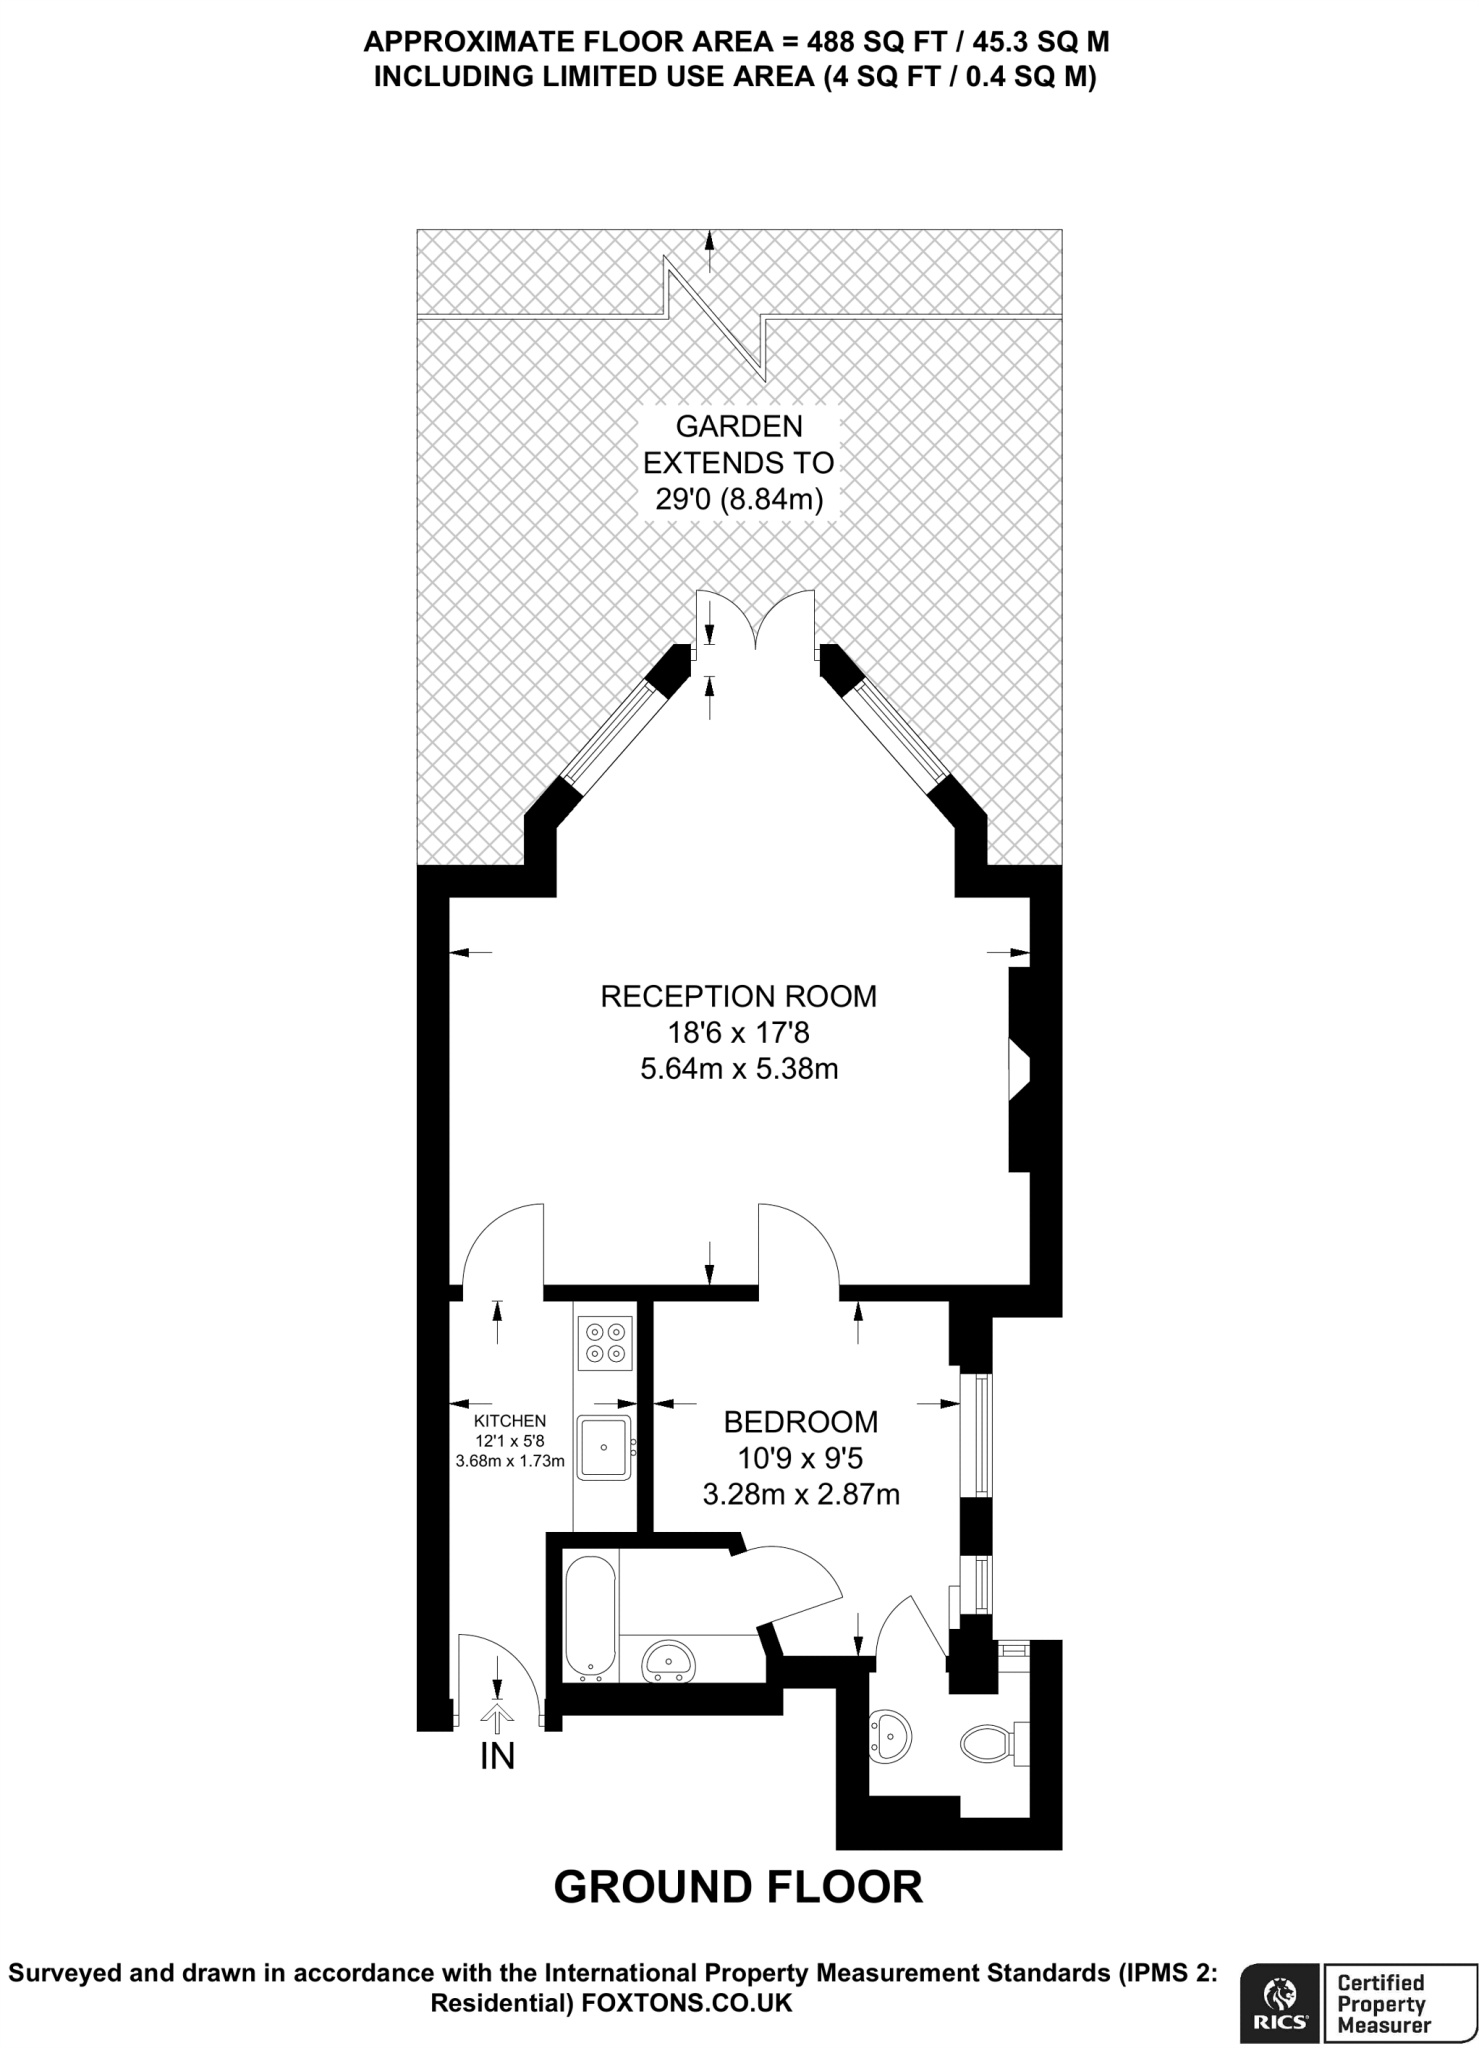 APPROXIMATE FLOOR AREA = 488 SQ FT / 45.3 SQ M
INCLUDING LIMITED USE AREA (4 SQ FT / 0.4 SQ M)
GARDEN
EXTENDS TO
29'0 (8.84m)
RECEPTION ROOM
18'6 x 17'8
5.64m x 5.38m
KITCHEN
12'1 x 5'8
3.68m x 1.73m
BEDROOM
10'9 x 9'5
3.28m x 2.87m
IN
GROUND FLOOR
Surveyed and drawn in accordance with the International Property Measurement Standards (IPMS 2:
Residential) FOXTONS.CO.UK
RICS
Certified
Property
Measurer